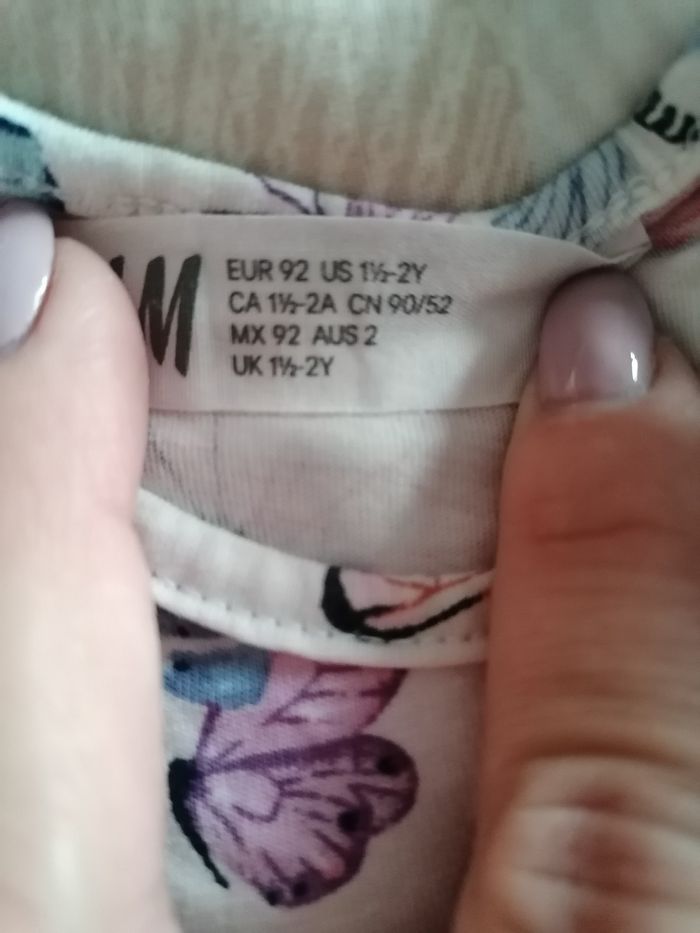 M
EUR 92 US 1½-2Y
CA 1½-2A CN 90/52
MX 92 AUS 2
UK 1½-2Y